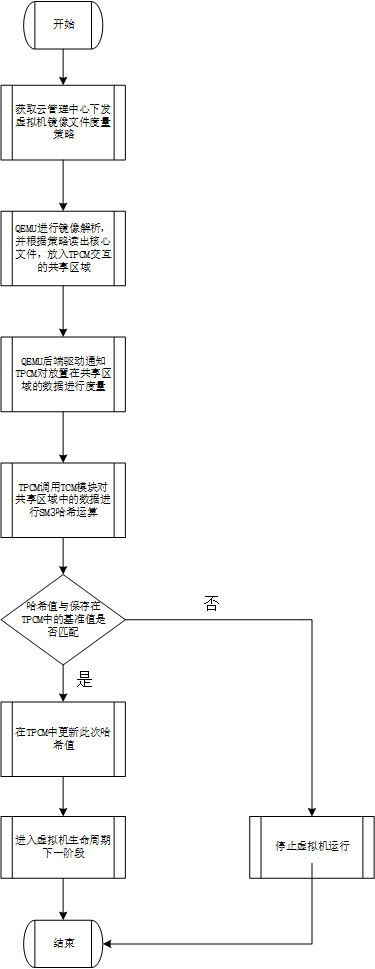 开始
获取云管理中心下发
虚拟机镜像文件度量
策略
QEMU进行镜像解析，
并根据策略读出核心
文件，放入TPCM交互
的共享区域
QEMU后端驱动通知
TPCM对放置在共享区
域的数据进行度量
TPCM调用TCM模块对
共享区域中的数据进
行SM3哈希运算
哈希值与保存在
TPCM中的基准值是
否匹配
否
是
在TPCM中更新此次哈
希值
进入虚拟机生命周期
下一阶段
停止虚拟机运行
结束